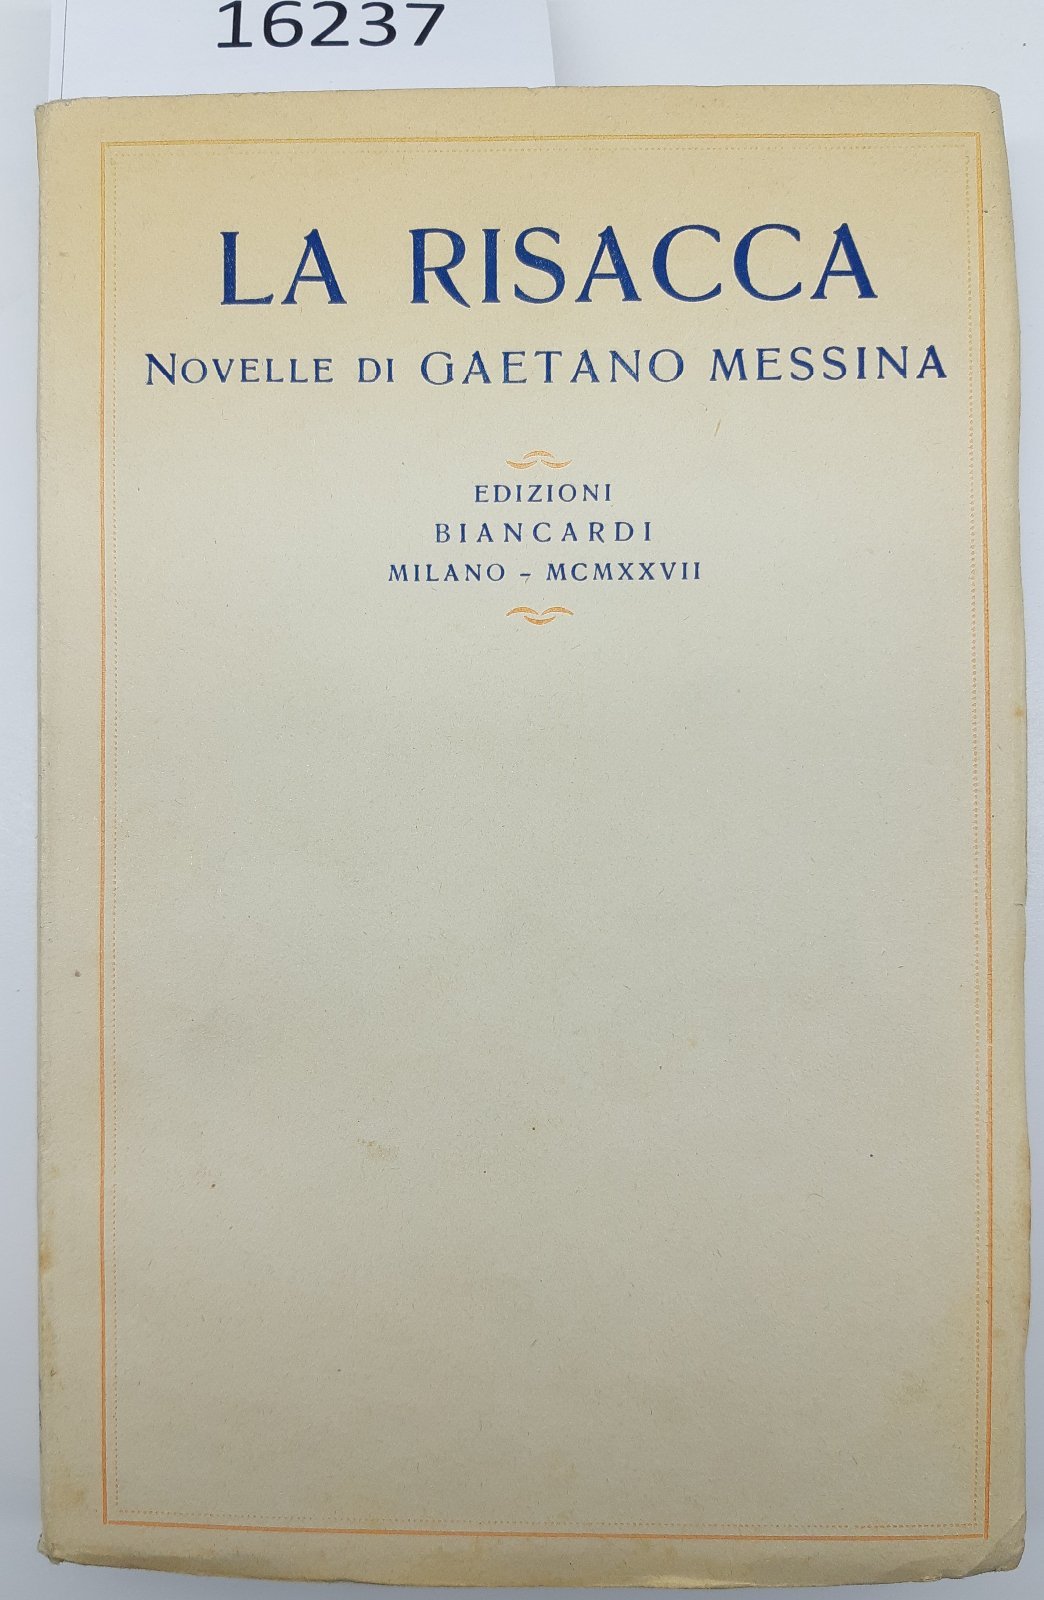 16237
LA RISACCA
NOVELLE DI GAETANO MESSINA
EDIZIONI
BIANCARDI
MILANO - MCMXXVII